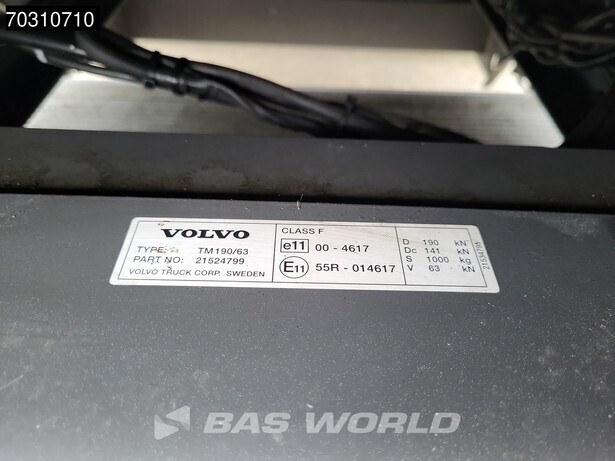 70310710
VOLVO
TYPE: TM190/63
PART NO: 21524799
VOLVO TRUCK CORP. SWEDEN
CLASS F
e11 00 - 4617
E11 55R - 014617
D 190 kN
Dc 141 kN
S 1000 kg
V 63 kN
BAS WORLD